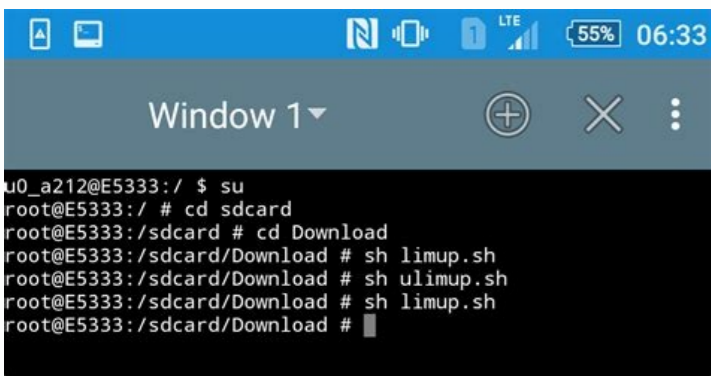 1 LTE 55% 06:33
Window 1
u0_a212@E5333:/ $ su
root@E5333:/ # cd sdcard
root@E5333:/sdcard # cd Download
root@E5333:/sdcard/Download # sh limup.sh
root@E5333:/sdcard/Download # sh ulimup.sh
root@E5333:/sdcard/Download # sh limup.sh
root@E5333:/sdcard/Download #